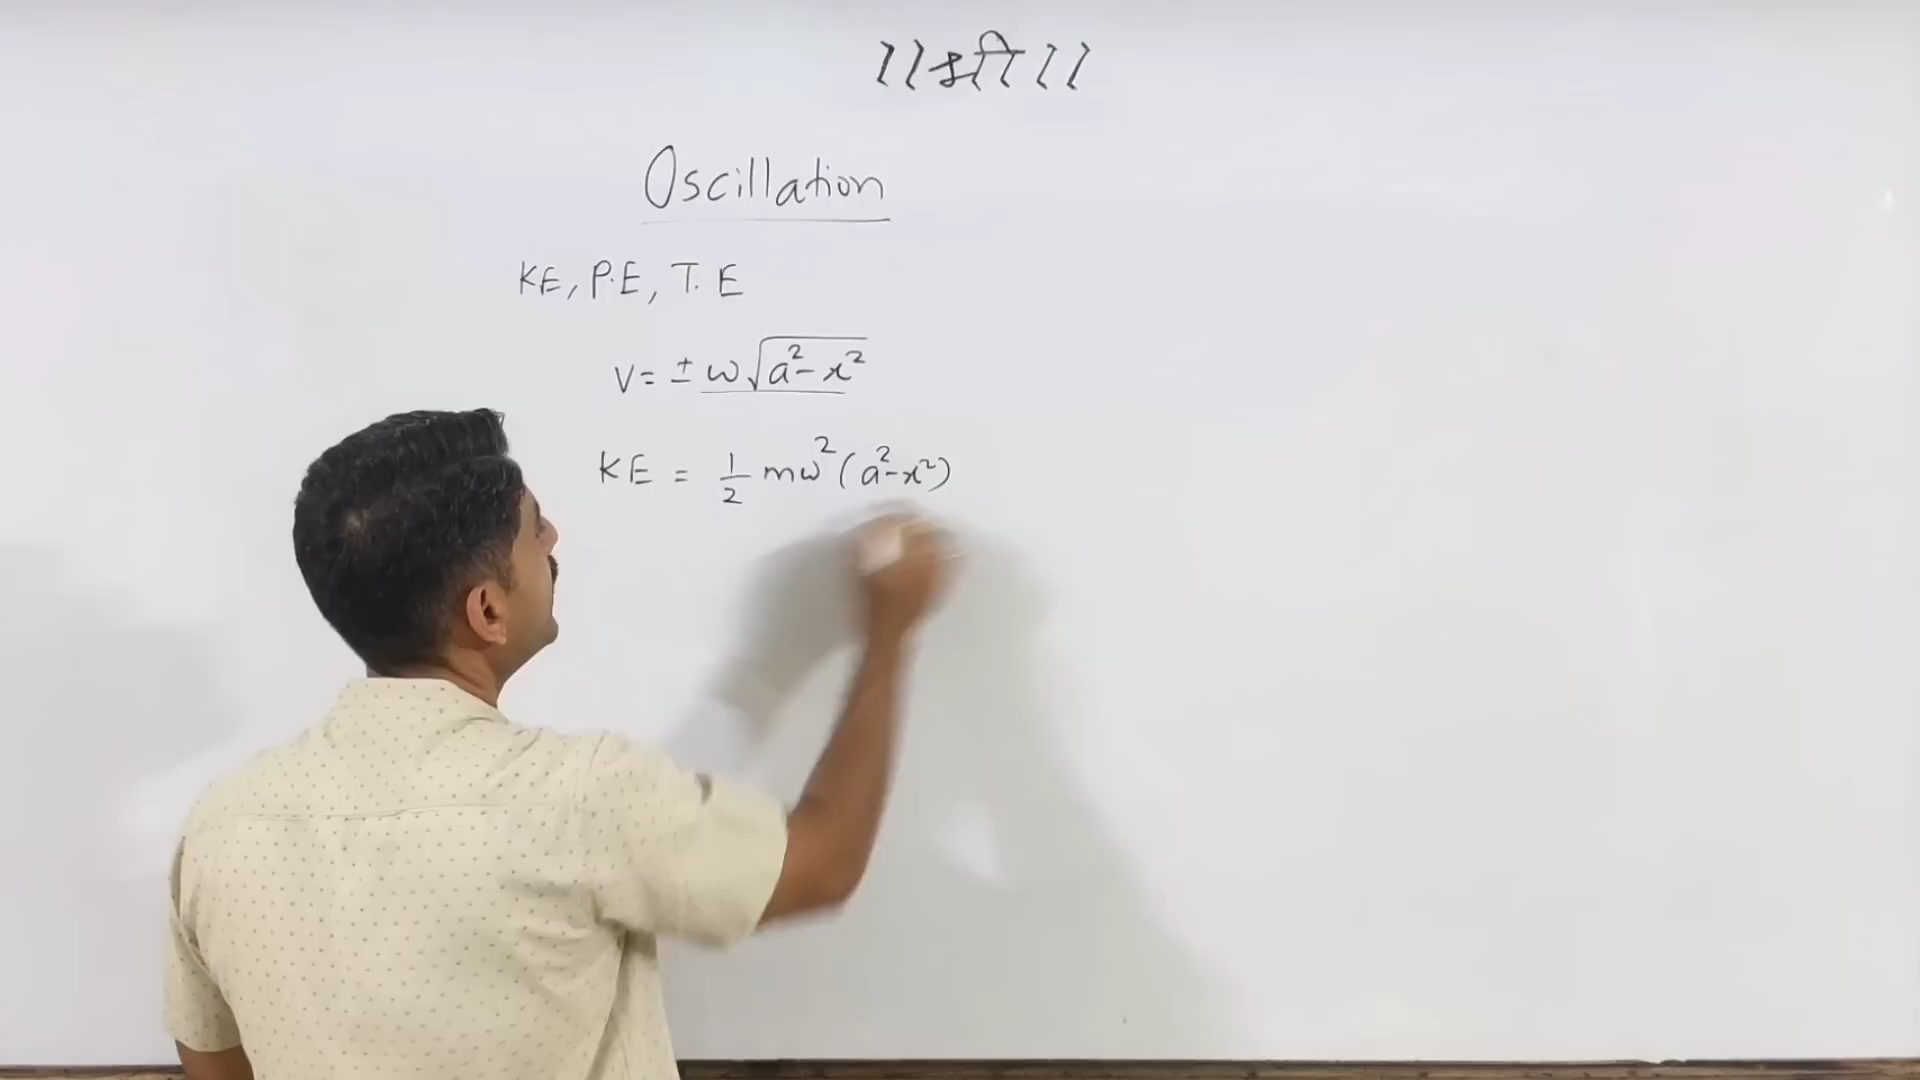 ।।श्री।।
Oscillation
KE, P.E, T. E
V = ± ω√(a² - x²)
KE = 1/2 mω² (a² - x²)